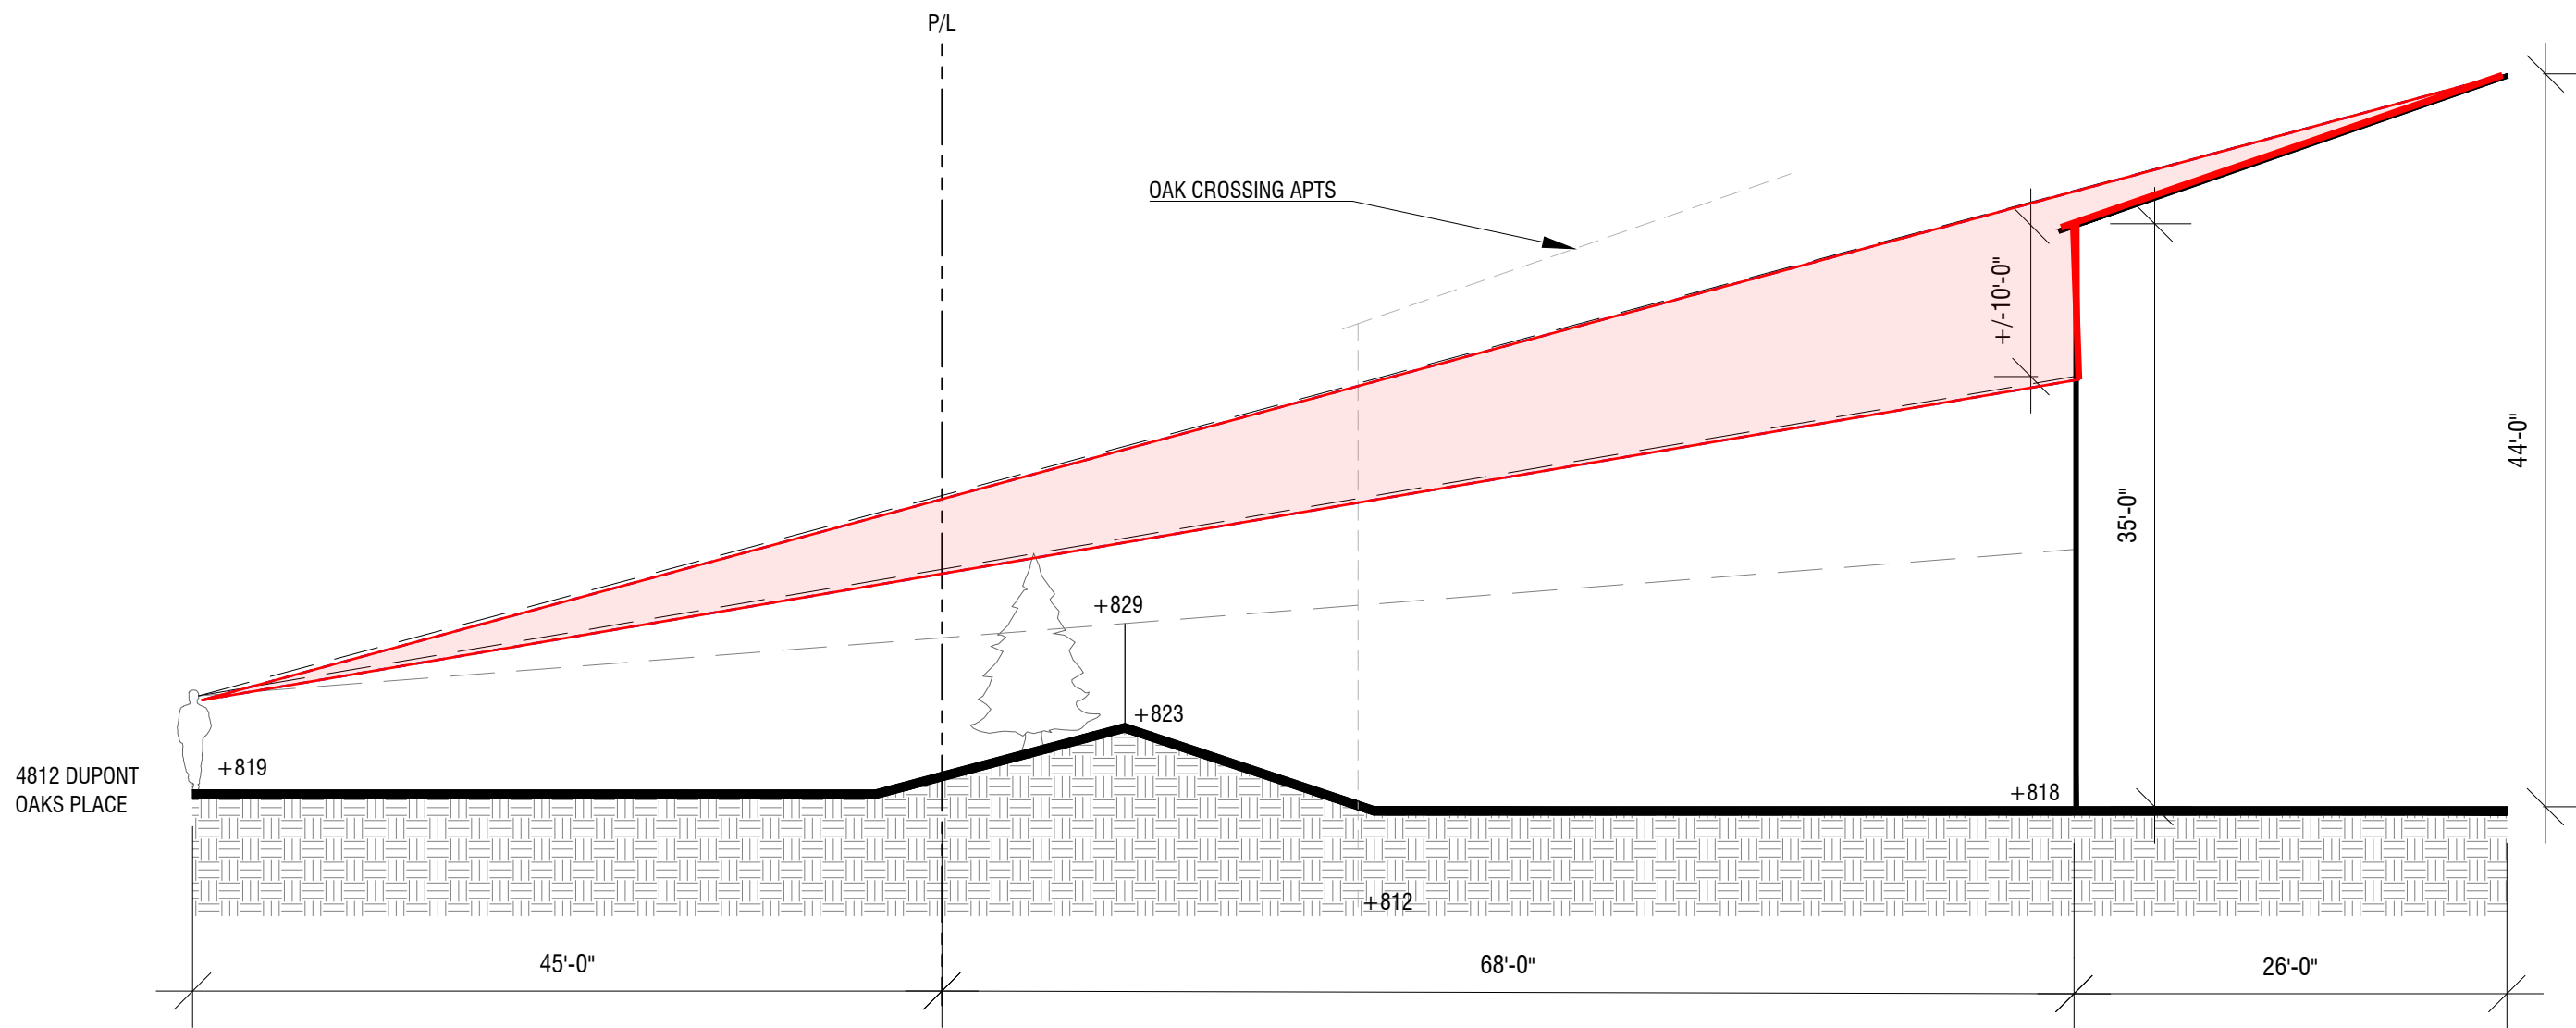 P/L
OAK CROSSING APTS
+/-10'-0"
44'-0"
35'-0"
+829
+823
+819
4812 DUPONT
OAKS PLACE
+818
+812
45'-0"
68'-0"
26'-0"